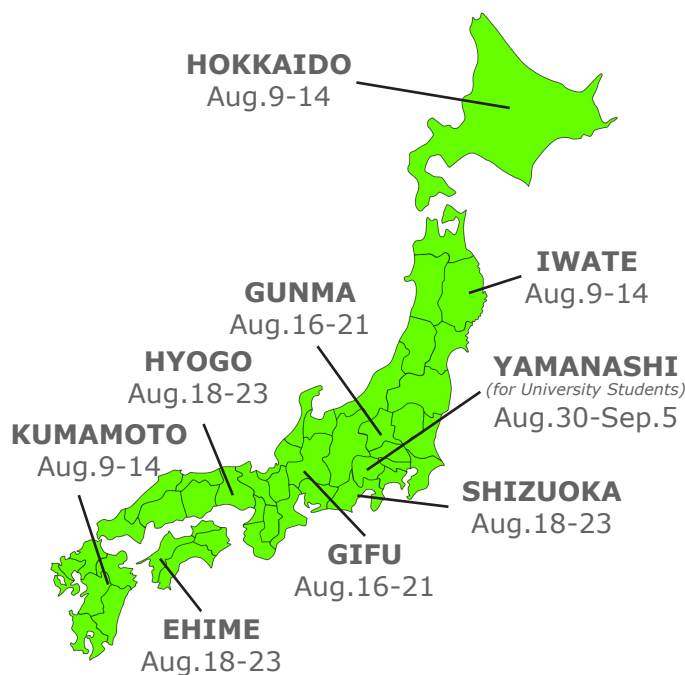 HOKKAIDO
Aug.9-14
IWATE
Aug.9-14
GUNMA
Aug.16-21
HYOGO
Aug.18-23
YAMANASHI
(for University Students)
Aug.30-Sep.5
KUMAMOTO
Aug.9-14
SHIZUOKA
Aug.18-23
GIFU
Aug.16-21
EHIME
Aug.18-23